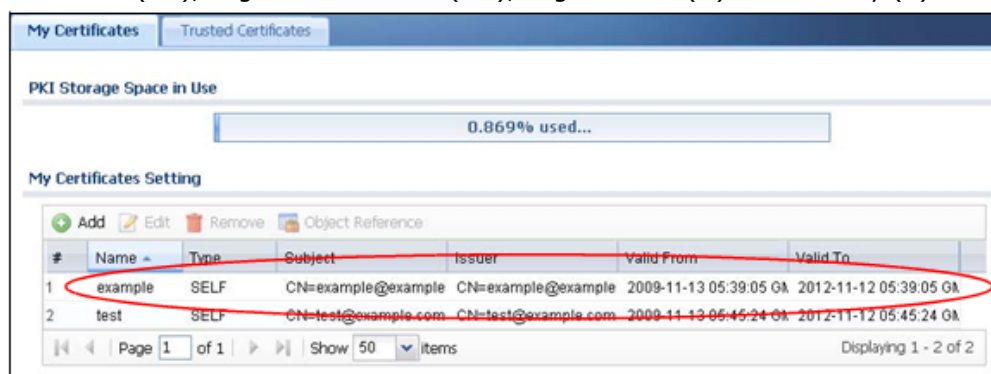 My Certificates Trusted Certificates
PKI Storage Space in Use
0.869% used...
My Certificates Setting
Add Edit Remove Object Reference
# Name Type Subject Issuer Valid From Valid To
1 example SELF CN=example@example CN=example@example 2009-11-13 05:39:05 GM 2012-11-12 05:39:05 GM
2 test SELF CN=test@example.com CN=test@example.com 2009-11-13 05:45:24 GM 2012-11-12 05:45:24 GM
Page 1 of 1 Show 50 items Displaying 1 - 2 of 2